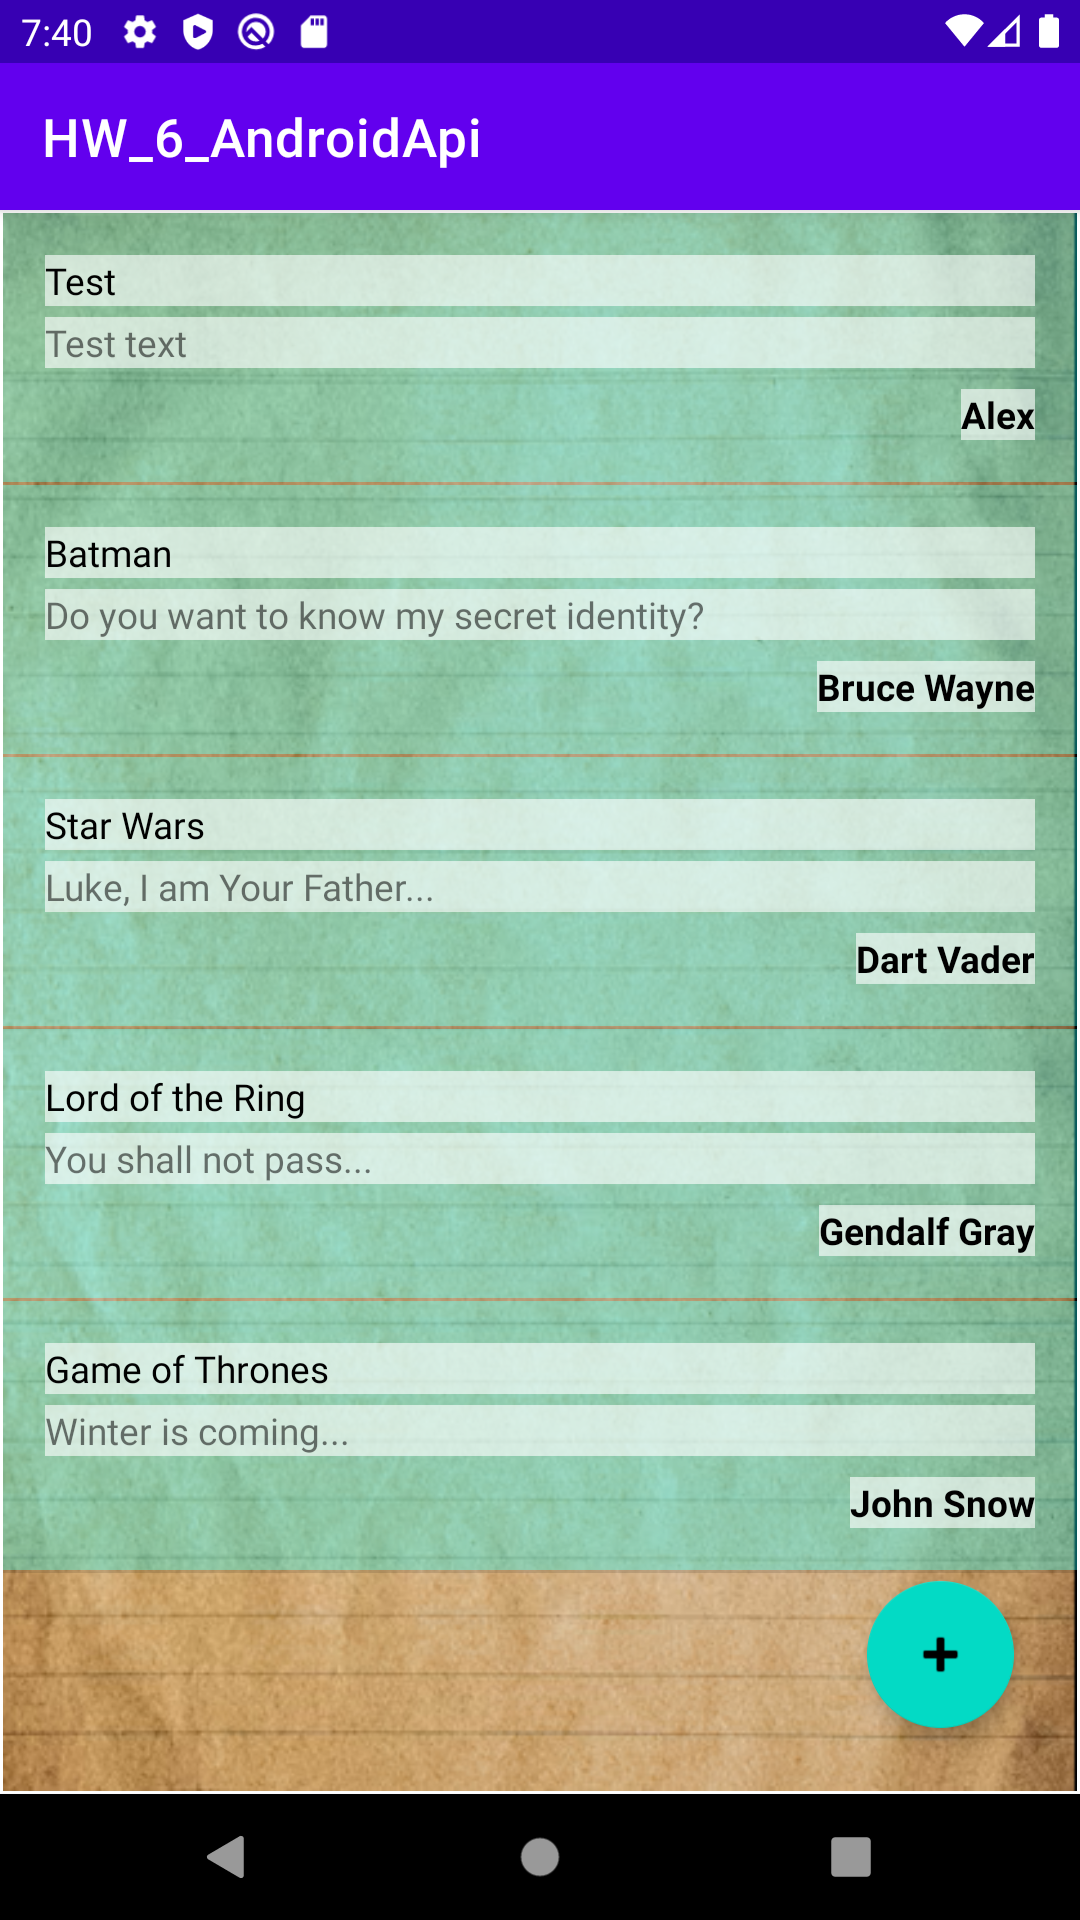 7:40
HW_6_AndroidApi
Test
Test text
Alex
Batman
Do you want to know my secret identity?
Bruce Wayne
Star Wars
Luke, I am Your Father...
Dart Vader
Lord of the Ring
You shall not pass...
Gendalf Gray
Game of Thrones
Winter is coming...
John Snow